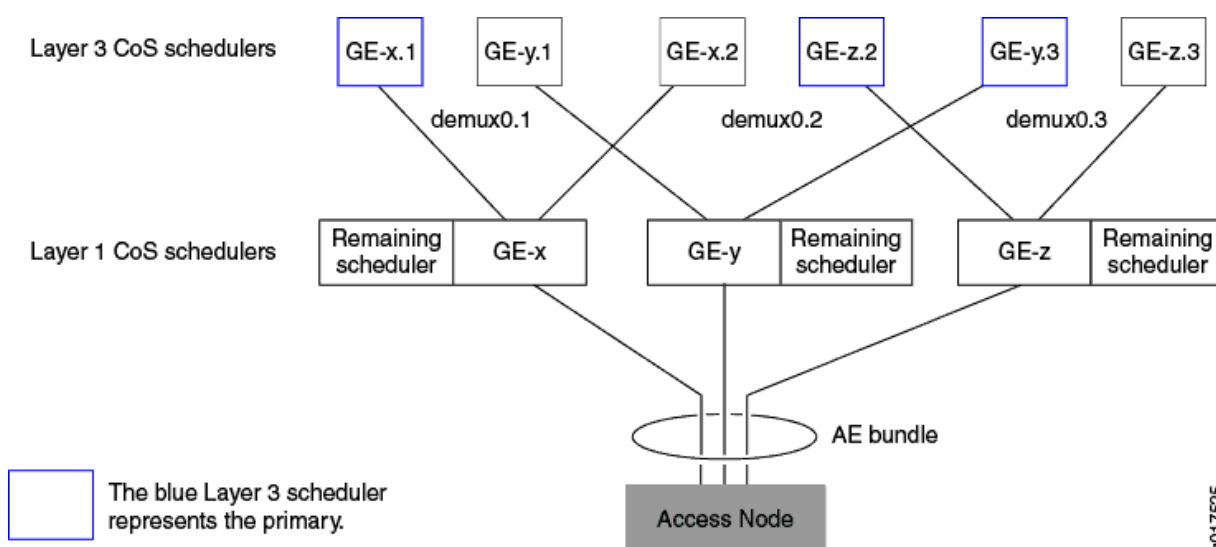 Layer 3 CoS schedulers
GE-x.1
GE-y.1
GE-x.2
GE-z.2
GE-y.3
GE-z.3
demux0.1
demux0.2
demux0.3
Layer 1 CoS schedulers
Remaining
scheduler
GE-x
GE-y
Remaining
scheduler
GE-z
Remaining
scheduler
AE bundle
The blue Layer 3 scheduler
represents the primary.
Access Node